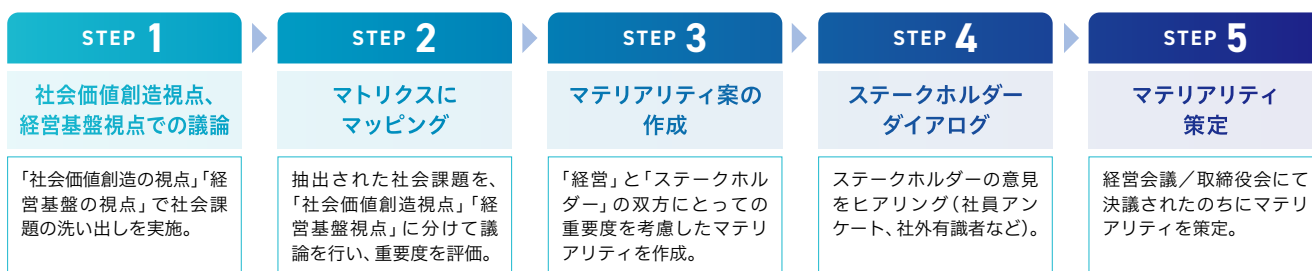 STEP 1
社会価値創造視点、
経営基盤視点での議論
「社会価値創造の視点」「経
営基盤の視点」で社会課
題の洗い出しを実施。
STEP 2
マトリクスに
マッピング
抽出された社会課題を、
「社会価値創造視点」「経
営基盤視点」に分けて議
論を行い、重要度を評価。
STEP 3
マテリアリティ案の
作成
「経営」と「ステークホル
ダー」の双方にとっての
重要度を考慮したマテリ
アリティを作成。
STEP 4
ステークホルダー
ダイアログ
ステークホルダーの意見
をヒアリング（社員アン
ケート、社外有識者など）。
STEP 5
マテリアリティ
策定
経営会議／取締役会にて
決議されたのちにマテリ
アリティを策定。